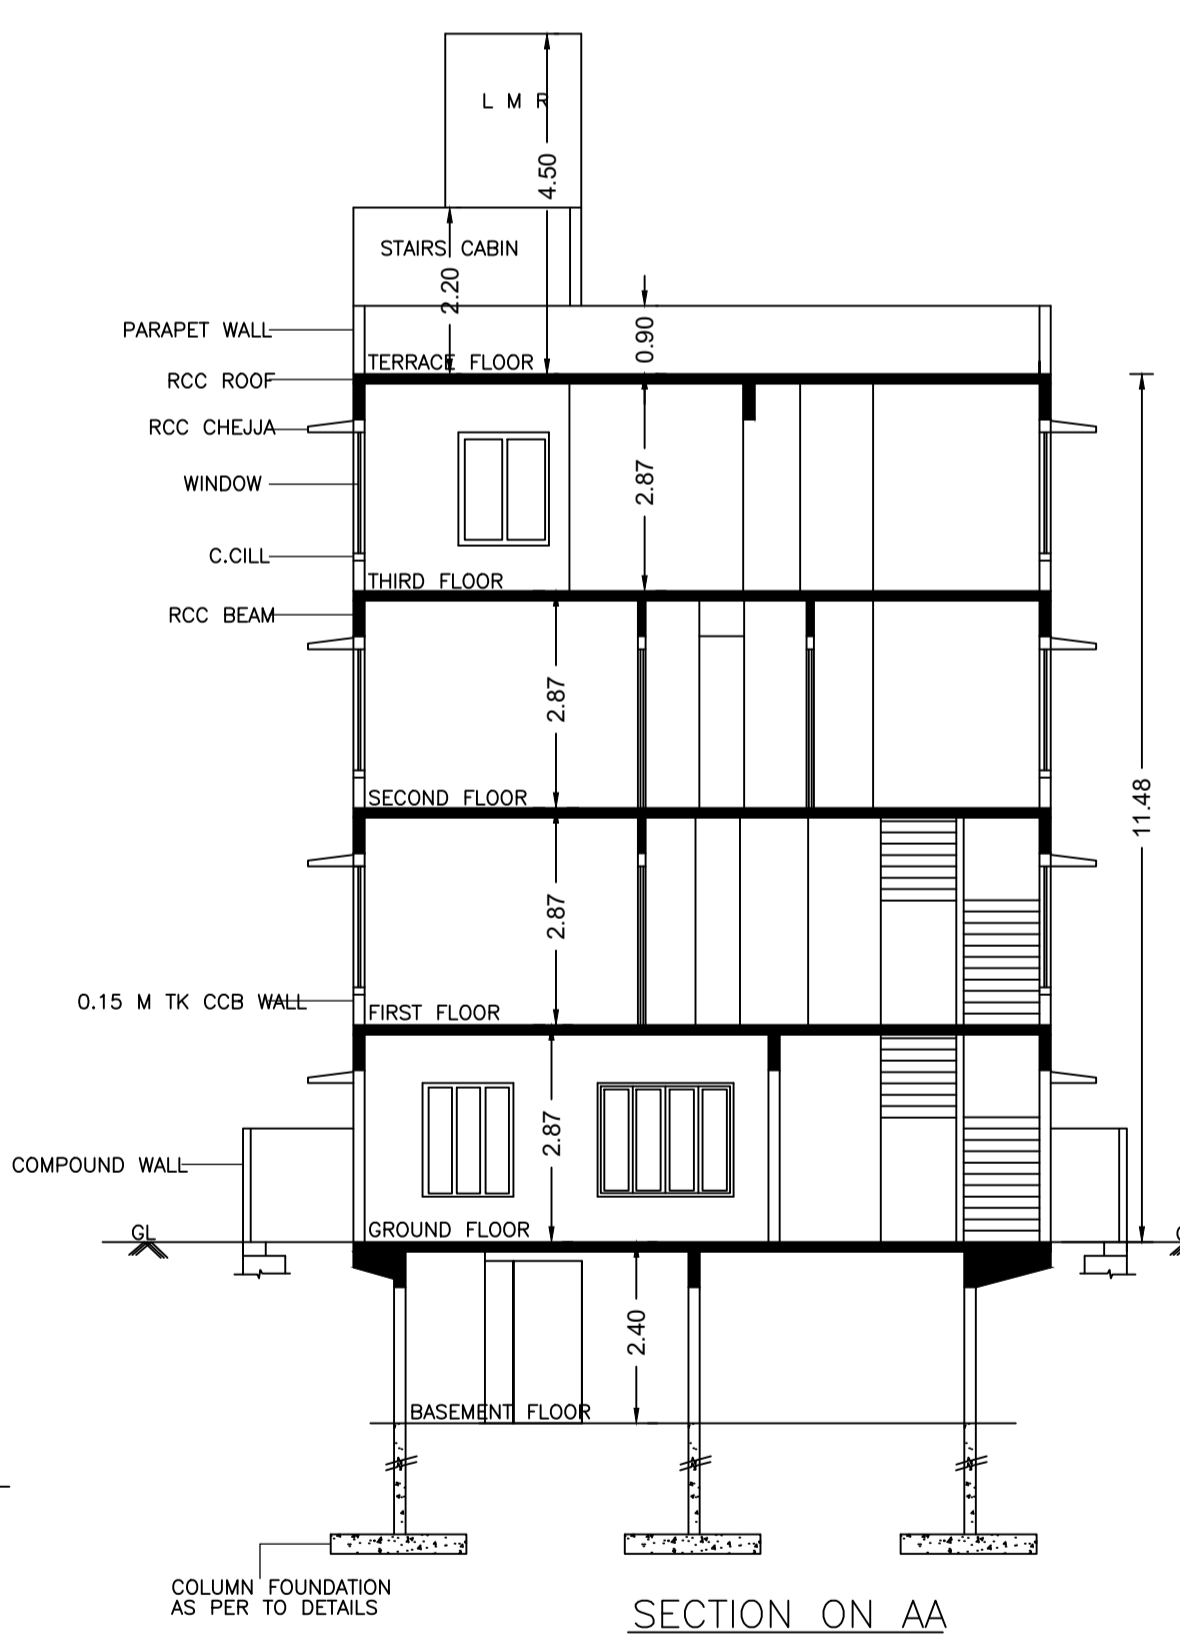 L M R
4.50
STAIRS CABIN
2.20
PARAPET WALL
0.90
TERRACE FLOOR
RCC ROOF
RCC CHEJJA
WINDOW
2.87
C.CILL
THIRD FLOOR
RCC BEAM
2.87
SECOND FLOOR
11.48
2.87
0.15 M TK CCB WALL
FIRST FLOOR
2.87
COMPOUND WALL
GL
GROUND FLOOR
2.40
BASEMENT FLOOR
COLUMN FOUNDATION
AS PER TO DETAILS
SECTION ON AA